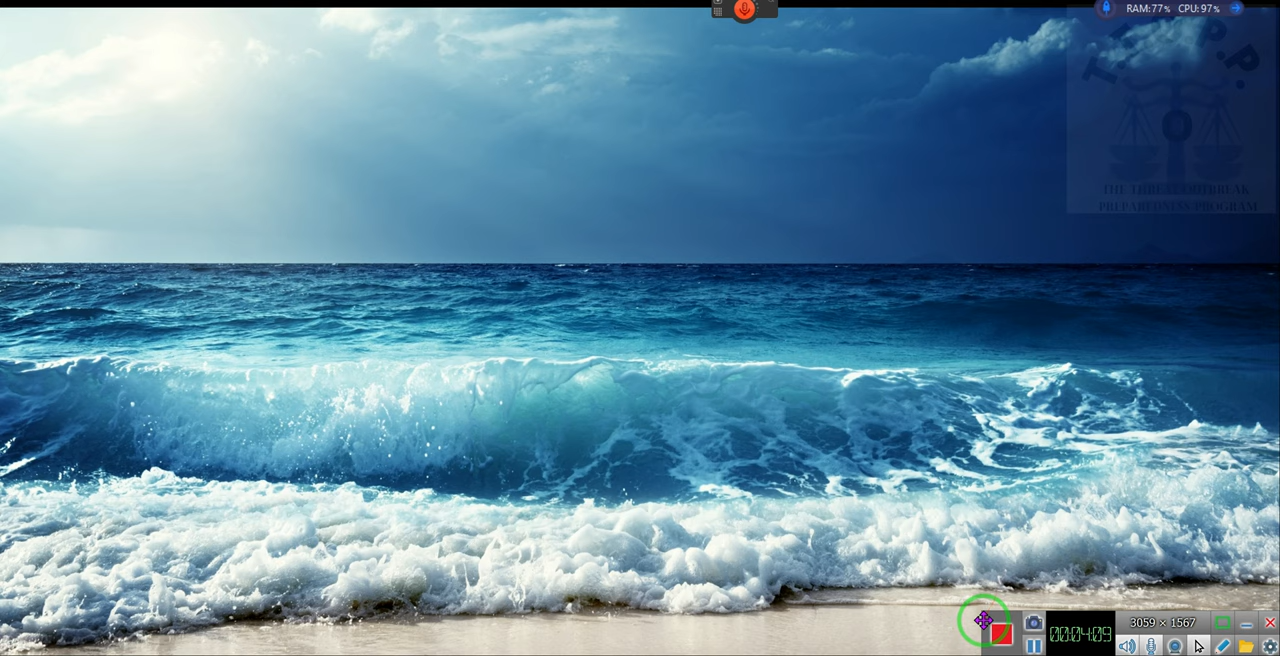 RAM:77% CPU:97%
T.T.O.P.P.
THE THREAT OUTBREAK
PREPAREDNESS PROGRAM
00:04:09
3059 × 1567